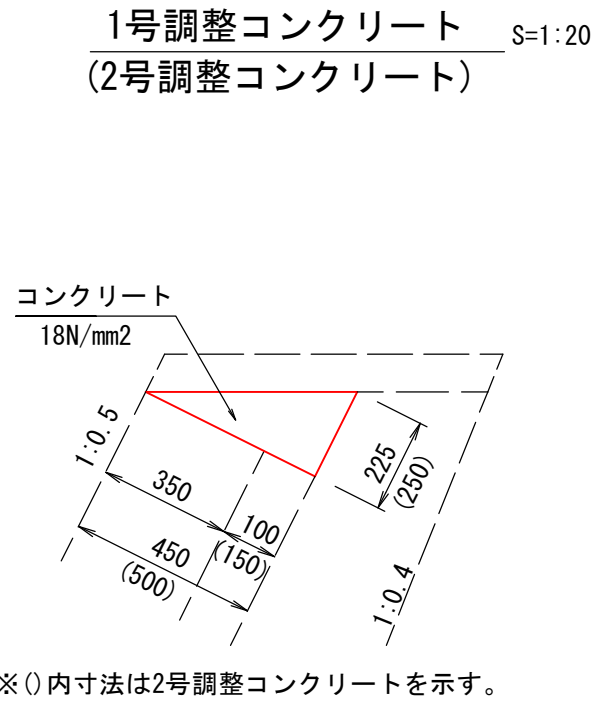 1号調整コンクリート S=1:20
(2号調整コンクリート)
コンクリート
18N/mm2
1:0.5
350
100
(150)
450
(500)
225
(250)
1:0.4
※()内寸法は2号調整コンクリートを示す。